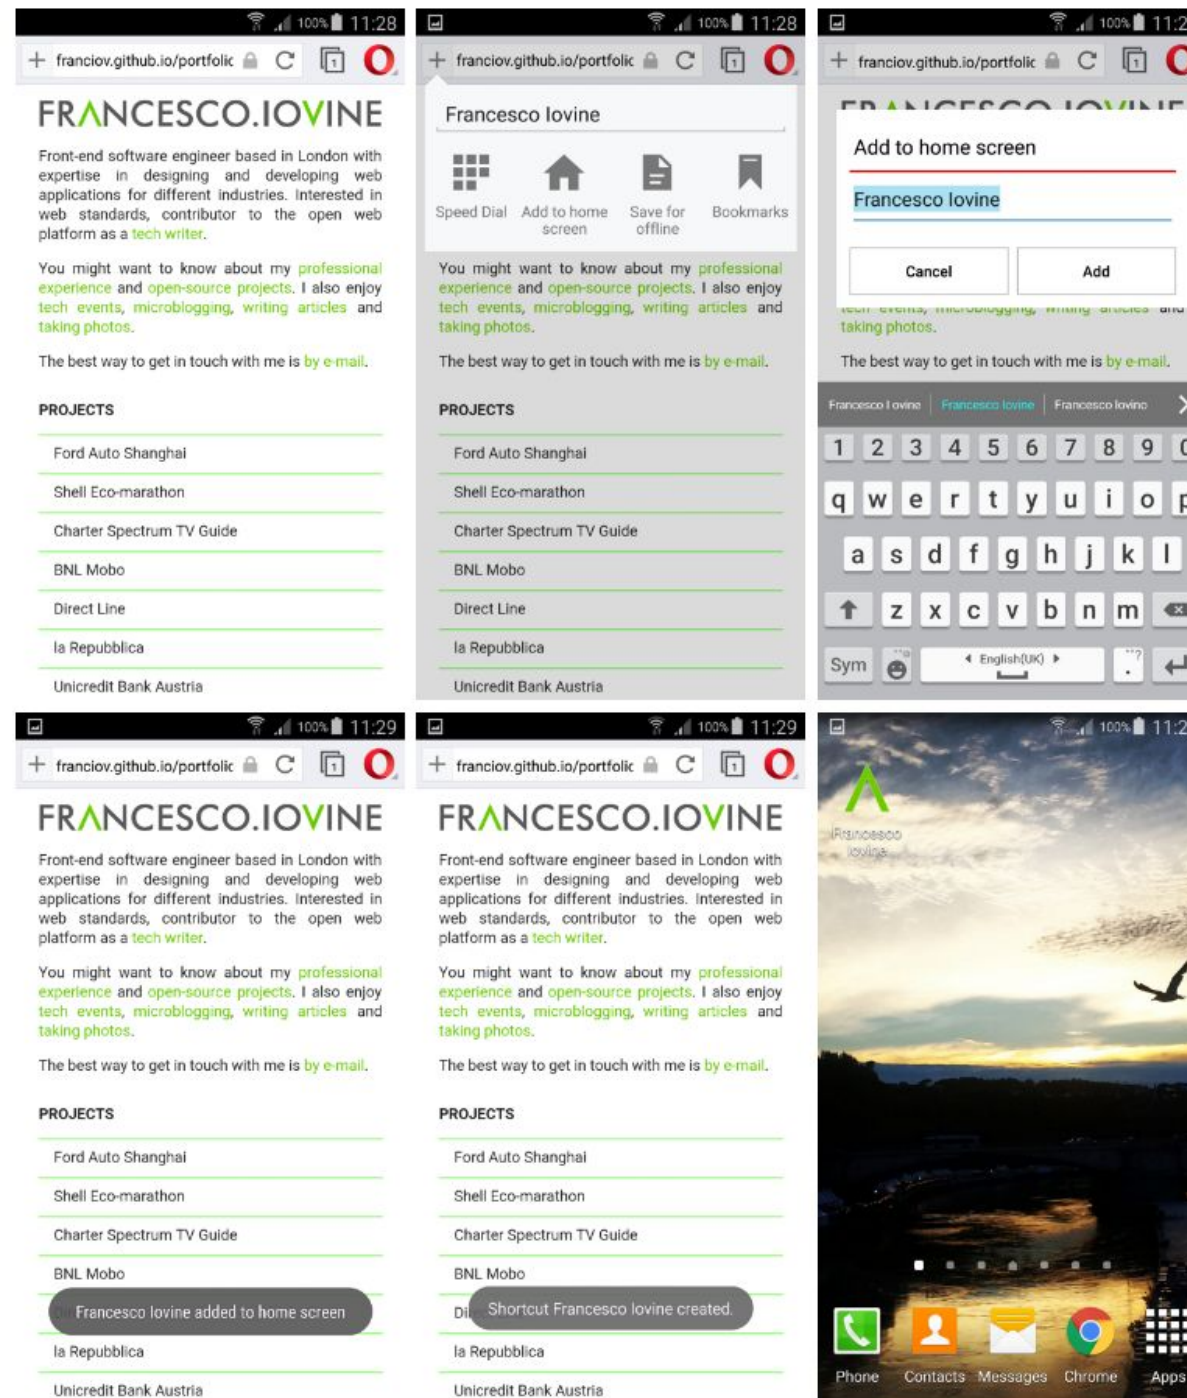 100% 11:28
franciov.github.io/portfolic
1
FRANCESCO.IOVINE
Front-end software engineer based in London with
expertise in designing and developing web
applications for different industries. Interested in
web standards, contributor to the open web
platform as a tech writer.
You might want to know about my professional
experience and open-source projects. I also enjoy
tech events, microblogging, writing articles and
taking photos.
The best way to get in touch with me is by e-mail.
PROJECTS
Ford Auto Shanghai
Shell Eco-marathon
Charter Spectrum TV Guide
BNL Mobo
Direct Line
la Repubblica
Unicredit Bank Austria
100% 11:28
franciov.github.io/portfolic
1
Francesco Iovine
Speed Dial
Add to home
screen
Save for
offline
Bookmarks
You might want to know about my professional
experience and open-source projects. I also enjoy
tech events, microblogging, writing articles and
taking photos.
The best way to get in touch with me is by e-mail.
PROJECTS
Ford Auto Shanghai
Shell Eco-marathon
Charter Spectrum TV Guide
BNL Mobo
Direct Line
la Repubblica
Unicredit Bank Austria
100% 11:2
franciov.github.io/portfolic
1
FRANCESCO.IOVINE
Add to home screen
Francesco Iovine
Cancel Add
tech events, microblogging, writing articles and
taking photos.
The best way to get in touch with me is by e-mail.
Francesco I ovine Francesco Iovine Francesco Iovino
1 2 3 4 5 6 7 8 9 0
q w e r t y u i o p
a s d f g h j k l
z x c v b n m
Sym English(UK) . ?
100% 11:29
franciov.github.io/portfolic
1
FRANCESCO.IOVINE
Front-end software engineer based in London with
expertise in designing and developing web
applications for different industries. Interested in
web standards, contributor to the open web
platform as a tech writer.
You might want to know about my professional
experience and open-source projects. I also enjoy
tech events, microblogging, writing articles and
taking photos.
The best way to get in touch with me is by e-mail.
PROJECTS
Ford Auto Shanghai
Shell Eco-marathon
Charter Spectrum TV Guide
BNL Mobo
Francesco Iovine added to home screen
la Repubblica
Unicredit Bank Austria
100% 11:29
franciov.github.io/portfolic
1
FRANCESCO.IOVINE
Front-end software engineer based in London with
expertise in designing and developing web
applications for different industries. Interested in
web standards, contributor to the open web
platform as a tech writer.
You might want to know about my professional
experience and open-source projects. I also enjoy
tech events, microblogging, writing articles and
taking photos.
The best way to get in touch with me is by e-mail.
PROJECTS
Ford Auto Shanghai
Shell Eco-marathon
Charter Spectrum TV Guide
BNL Mobo
Shortcut Francesco Iovine created.
la Repubblica
Unicredit Bank Austria
100% 11:2
Francesco
Iovine
Phone Contacts Messages Chrome Apps